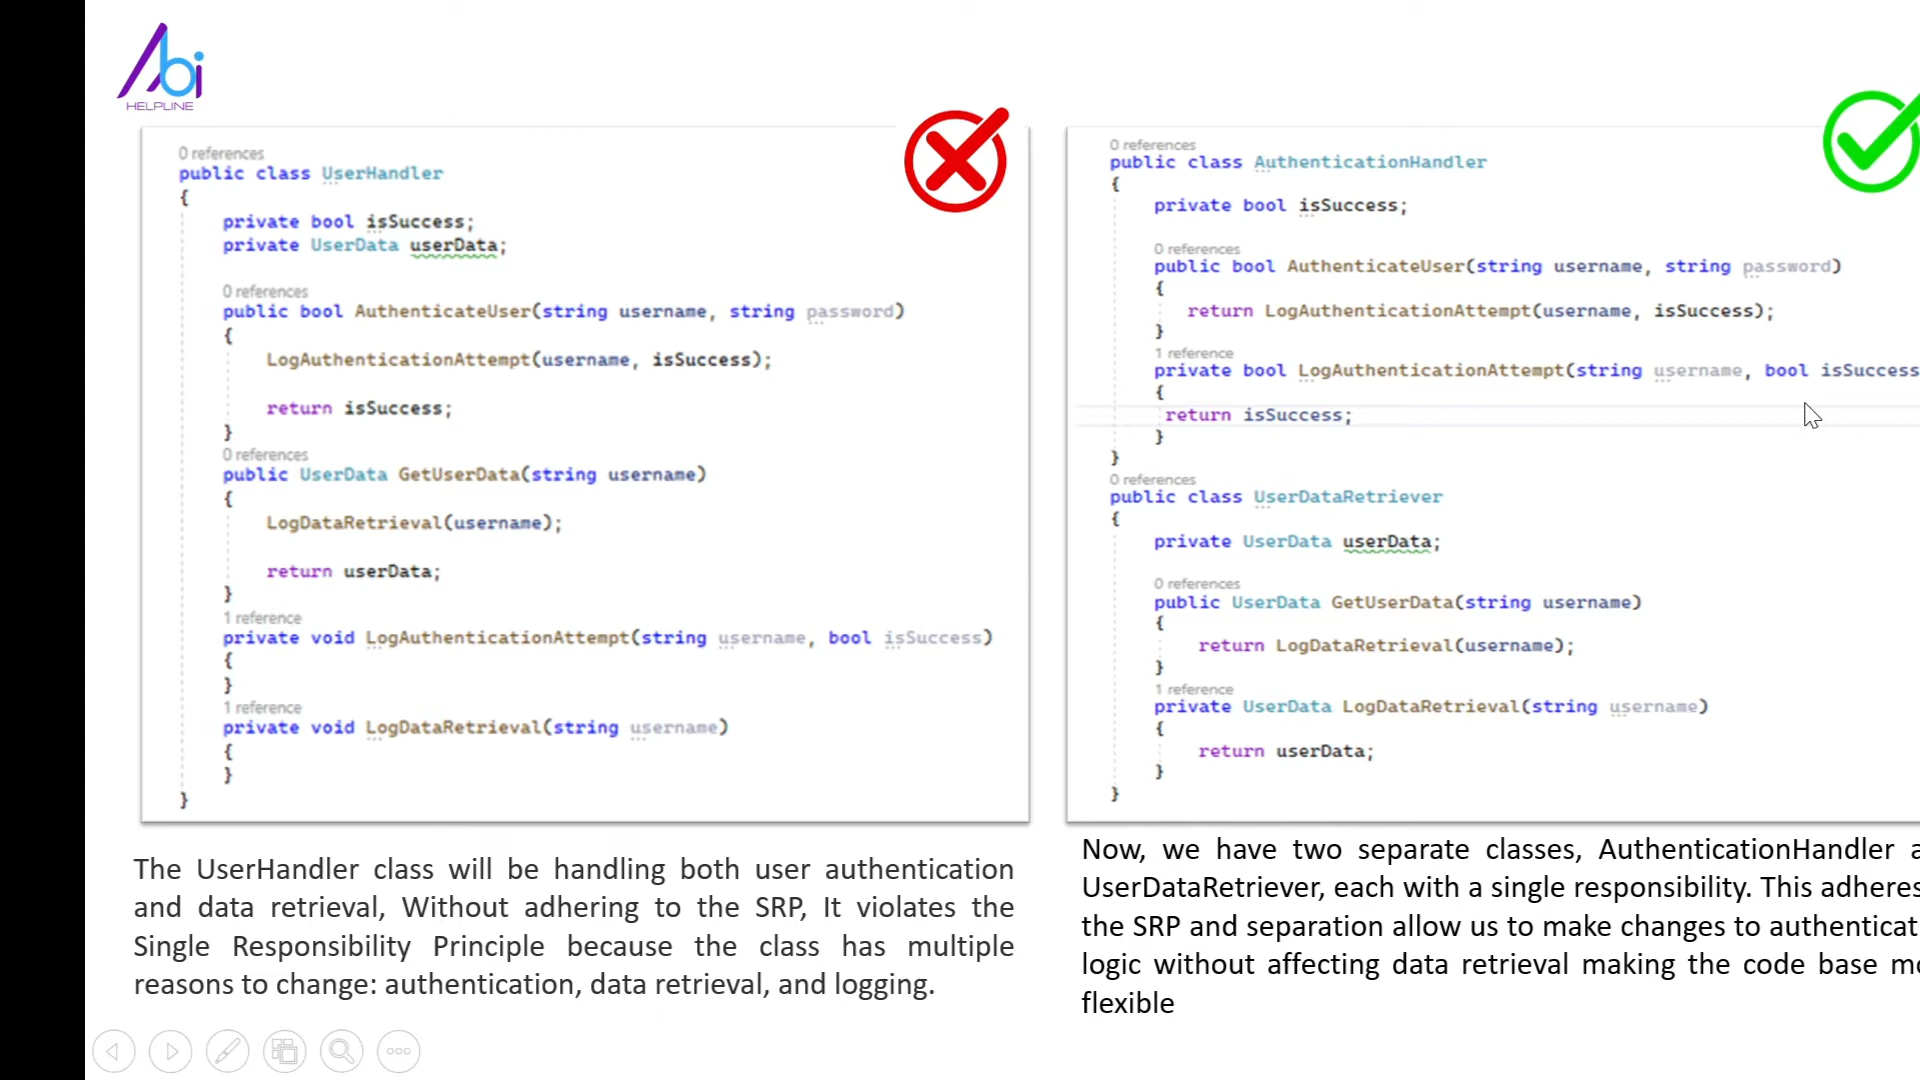 Abi
HELPLINE
0 references
public class UserHandler
{
private bool isSuccess;
private UserData userData;
0 references
public bool AuthenticateUser(string username, string password)
{
LogAuthenticationAttempt(username, isSuccess);
return isSuccess;
}
0 references
public UserData GetUserData(string username)
{
LogDataRetrieval(username);
return userData;
}
1 reference
private void LogAuthenticationAttempt(string username, bool isSuccess)
{
}
1 reference
private void LogDataRetrieval(string username)
{
}
}
The UserHandler class will be handling both user authentication
and data retrieval, Without adhering to the SRP, It violates the
Single Responsibility Principle because the class has multiple
reasons to change: authentication, data retrieval, and logging.
0 references
public class AuthenticationHandler
{
private bool isSuccess;
0 references
public bool AuthenticateUser(string username, string password)
{
return LogAuthenticationAttempt(username, isSuccess);
}
1 reference
private bool LogAuthenticationAttempt(string username, bool isSuccess
{
return isSuccess;
}
}
0 references
public class UserDataRetriever
{
private UserData userData;
0 references
public UserData GetUserData(string username)
{
return LogDataRetrieval(username);
}
1 reference
private UserData LogDataRetrieval(string username)
{
return userData;
}
}
Now, we have two separate classes, AuthenticationHandler
UserDataRetriever, each with a single responsibility. This adheres
the SRP and separation allow us to make changes to authenticat
logic without affecting data retrieval making the code base
flexible